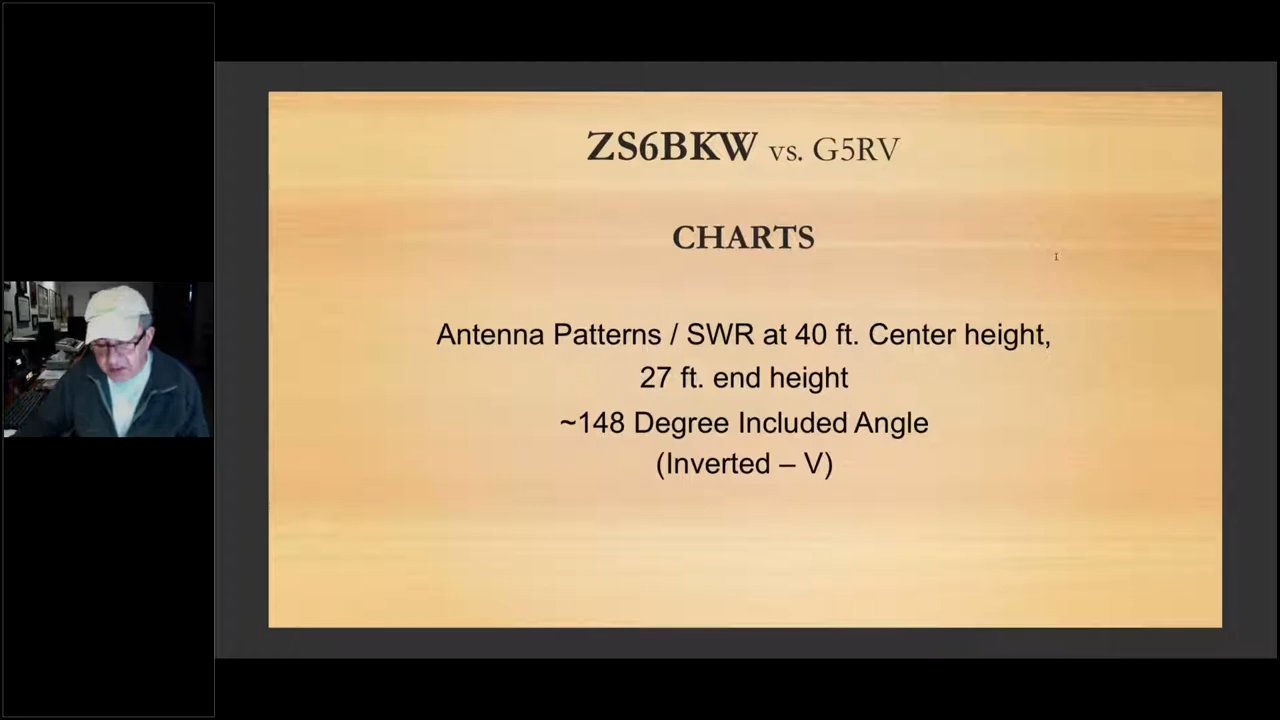 ZS6BKW vs. G5RV
CHARTS
Antenna Patterns / SWR at 40 ft. Center height,
27 ft. end height
~148 Degree Included Angle
(Inverted – V)